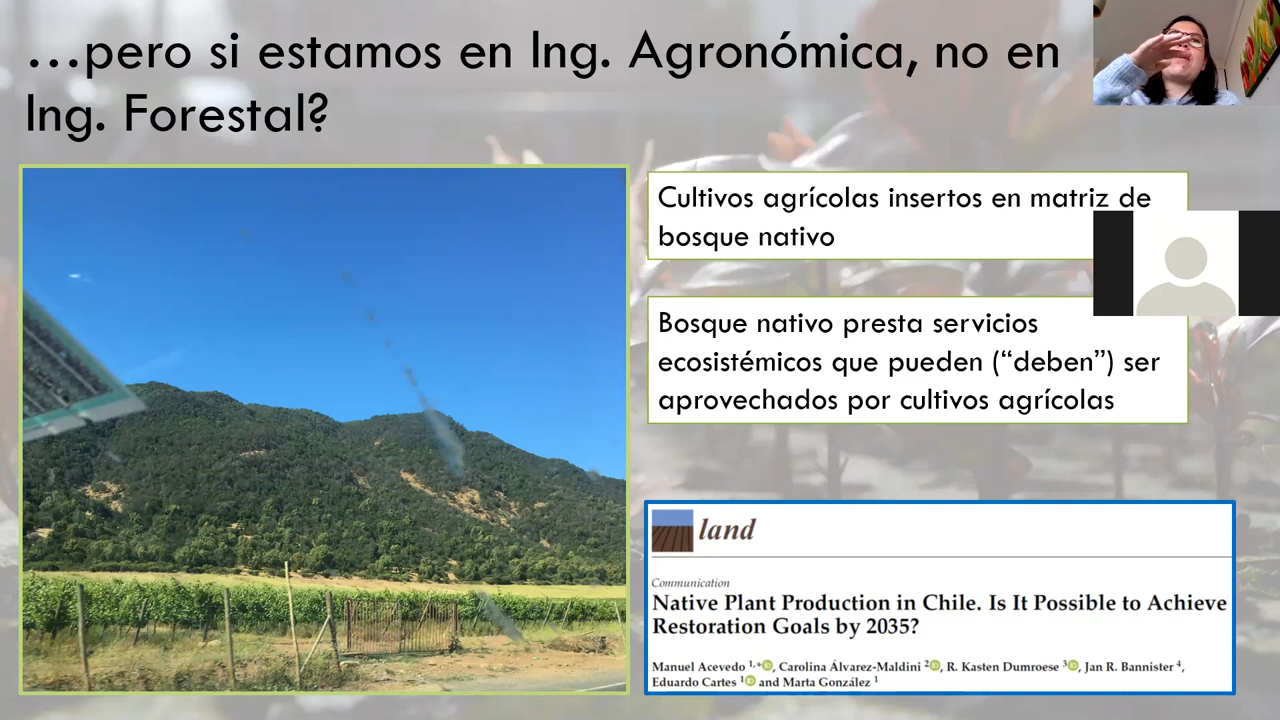 …pero si estamos en Ing. Agronómica, no en
Ing. Forestal?
Cultivos agrícolas insertos en matriz de
bosque nativo
Bosque nativo presta servicios
ecosistémicos que pueden (“deben”) ser
aprovechados por cultivos agrícolas
land
Communication
Native Plant Production in Chile. Is It Possible to Achieve
Restoration Goals by 2035?
Manuel Acevedo 1,*, Carolina Álvarez-Maldini 2, R. Kasten Dumroese 3, Jan R. Bannister 4,
Eduardo Cartes 1 and Marta González 1